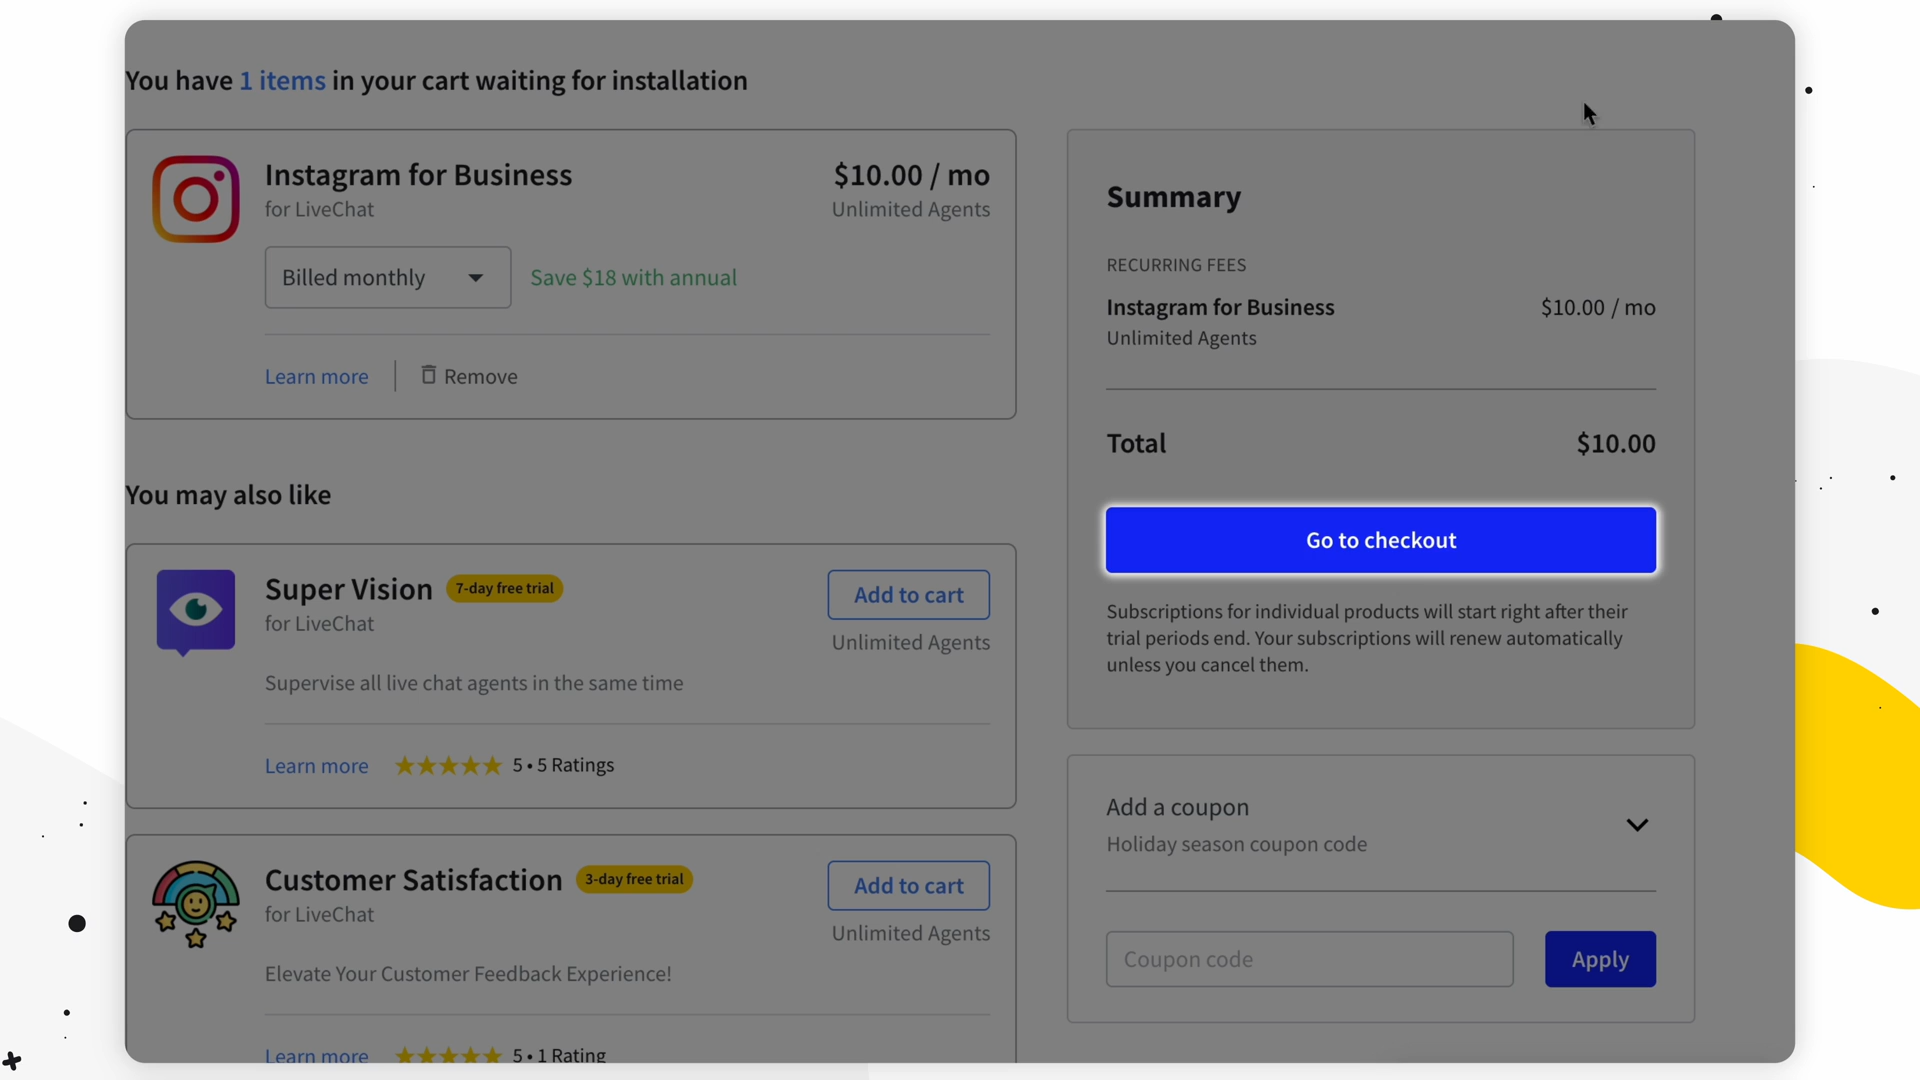 You have 1 items in your cart waiting for installation
Instagram for Business
for LiveChat
$10.00 / mo
Unlimited Agents
Billed monthly
Save $18 with annual
Learn more
Remove
You may also like
Super Vision
7-day free trial
for LiveChat
Add to cart
Unlimited Agents
Supervise all live chat agents in the same time
Learn more
5 • 5 Ratings
Customer Satisfaction
3-day free trial
for LiveChat
Add to cart
Unlimited Agents
Elevate Your Customer Feedback Experience!
Learn more
5 • 1 Rating
Summary
RECURRING FEES
Instagram for Business
$10.00 / mo
Unlimited Agents
Total
$10.00
Go to checkout
Subscriptions for individual products will start right after their
trial periods end. Your subscriptions will renew automatically
unless you cancel them.
Add a coupon
Holiday season coupon code
Coupon code
Apply